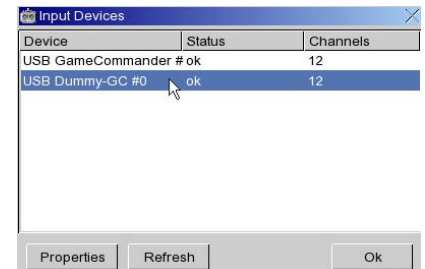 Input Devices
Device Status Channels
USB GameCommander # ok 12
USB Dummy-GC #0 ok 12
Properties Refresh Ok